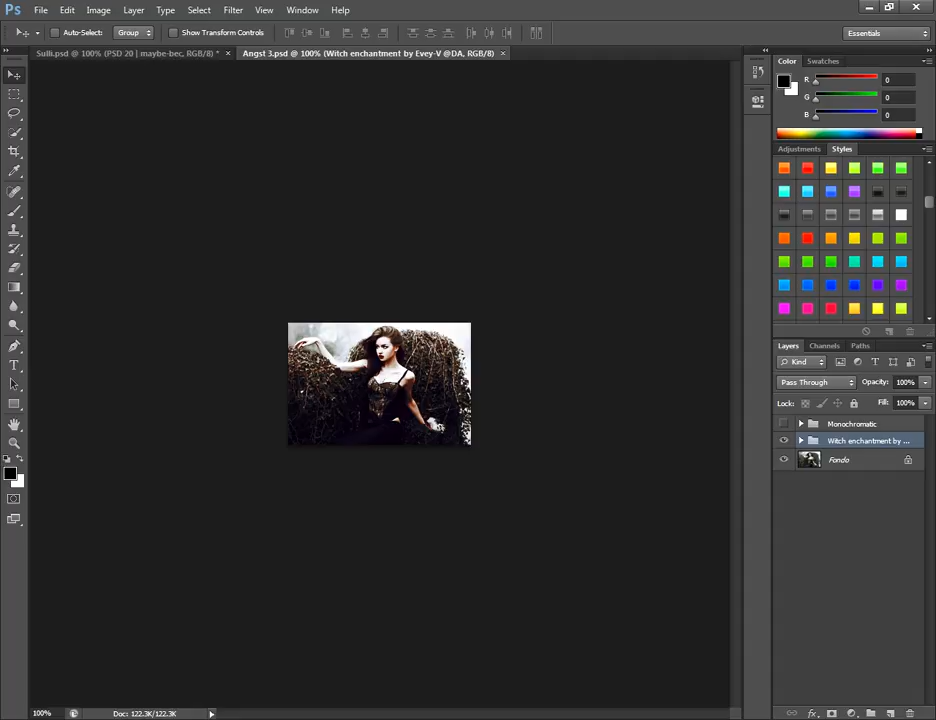 Ps File Edit Image Layer Type Select Filter View Window Help
Auto-Select: Group Show Transform Controls Essentials
Sulli.psd @ 100% (PSD 20 | maybe-bec, RGB/8) * × Angst 3.psd @ 100% (Witch enchantment by Evey-V @DA, RGB/8) ×
Color Swatches
R 0
G 0
B 0
Adjustments Styles
Layers Channels Paths
Kind
Pass Through Opacity: 100%
Lock: Fill: 100%
Monochromatic
Witch enchantment by ...
Fondo
100% Doc: 122.3K/122.3K